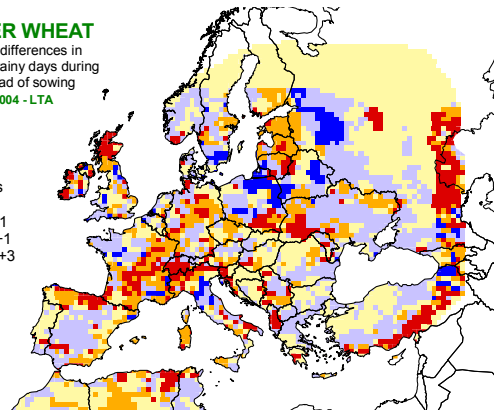 ER WHEAT
differences in
ainy days during
ad of sowing
004 - LTA
s
1
-1
+3